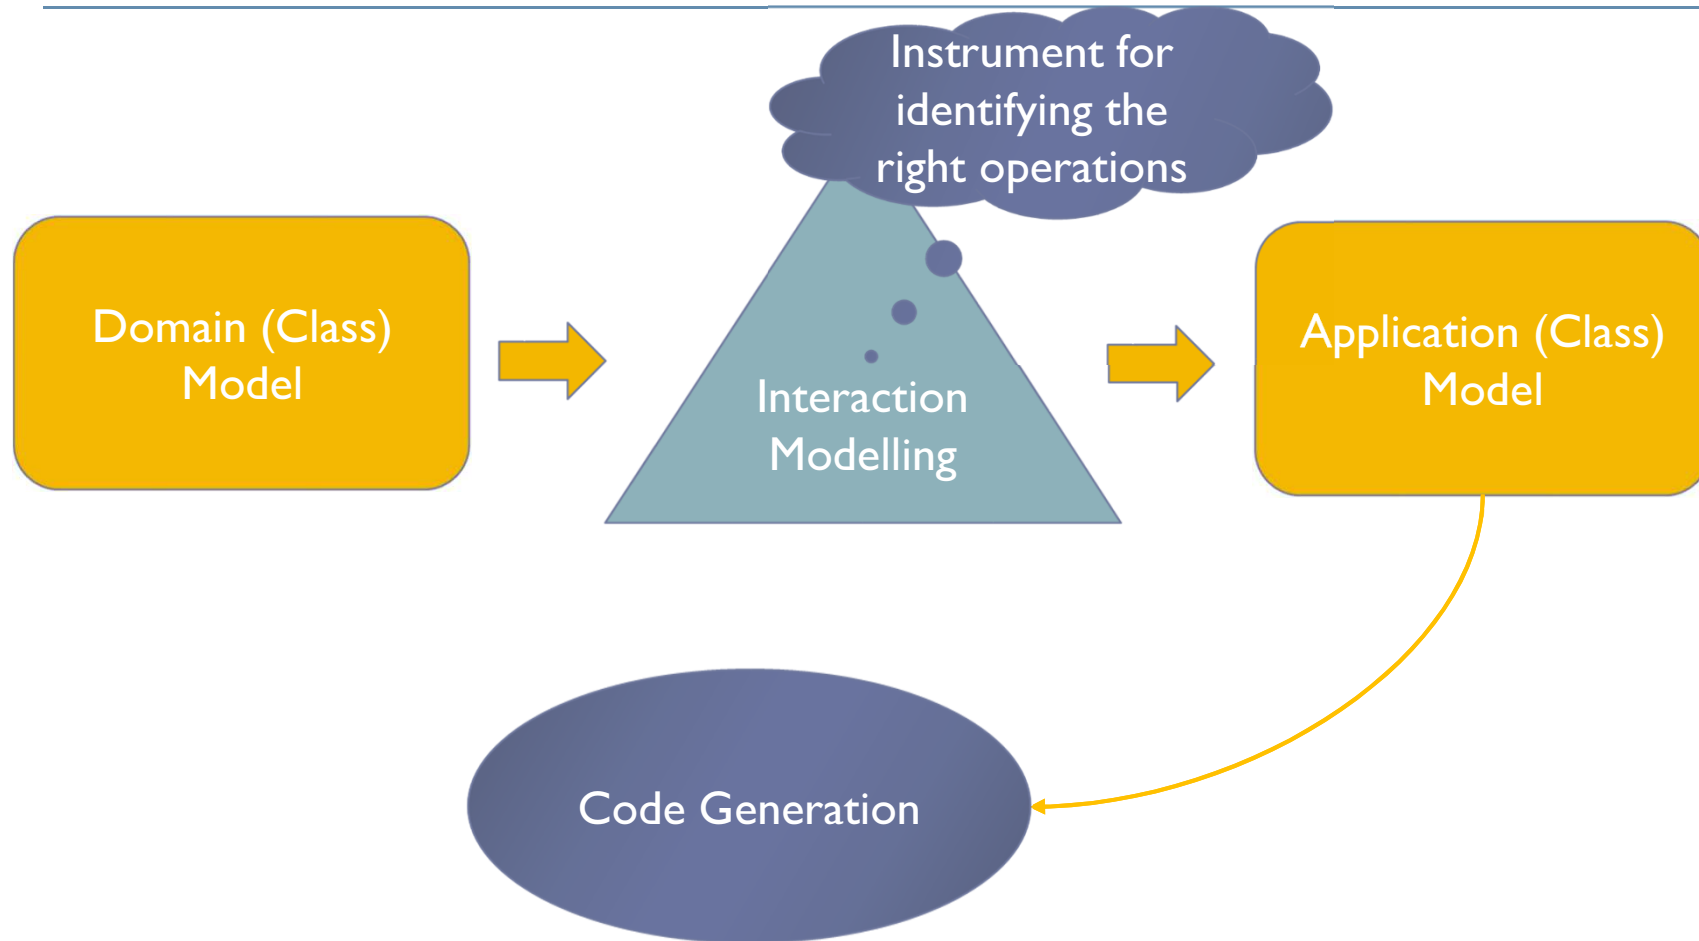 Instrument for
identifying the
right operations
Domain (Class)
Model
Interaction
Modelling
Application (Class)
Model
Code Generation